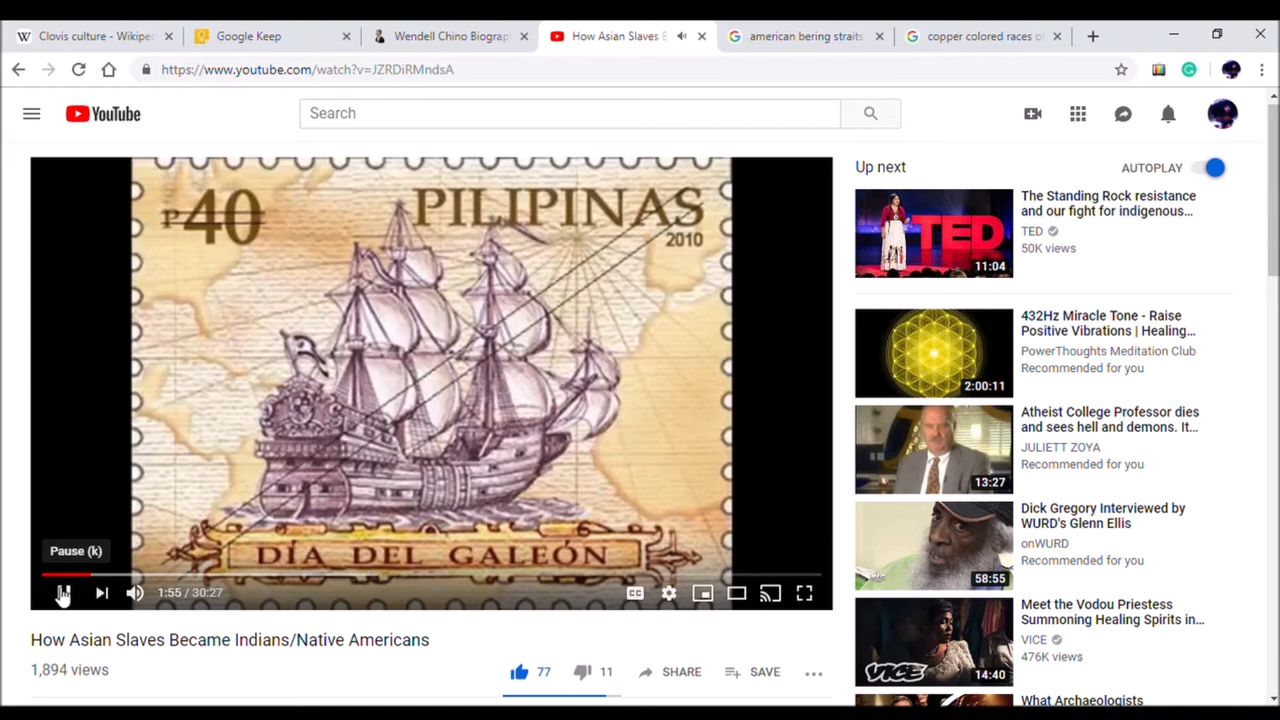 Clovis culture - Wikipe
Google Keep
Wendell Chino Biograp
How Asian Slaves B
american bering straits
copper colored races o
https://www.youtube.com/watch?v=JZRDiRMndsA
YouTube
Search
P40
PILIPINAS
2010
DÍA DEL GALEÓN
Pause (k)
1:55 / 30:27
How Asian Slaves Became Indians/Native Americans
1,894 views
77
11
SHARE
SAVE
Up next
AUTOPLAY
TED
11:04
The Standing Rock resistance
and our fight for indigenous...
TED
50K views
2:00:11
432Hz Miracle Tone - Raise
Positive Vibrations | Healing...
PowerThoughts Meditation Club
Recommended for you
13:27
Atheist College Professor dies
and sees hell and demons. It...
JULIETT ZOYA
Recommended for you
58:55
Dick Gregory Interviewed by
WURD's Glenn Ellis
onWURD
Recommended for you
VICE
14:40
Meet the Vodou Priestess
Summoning Healing Spirits in...
VICE
476K views
What Archaeologists